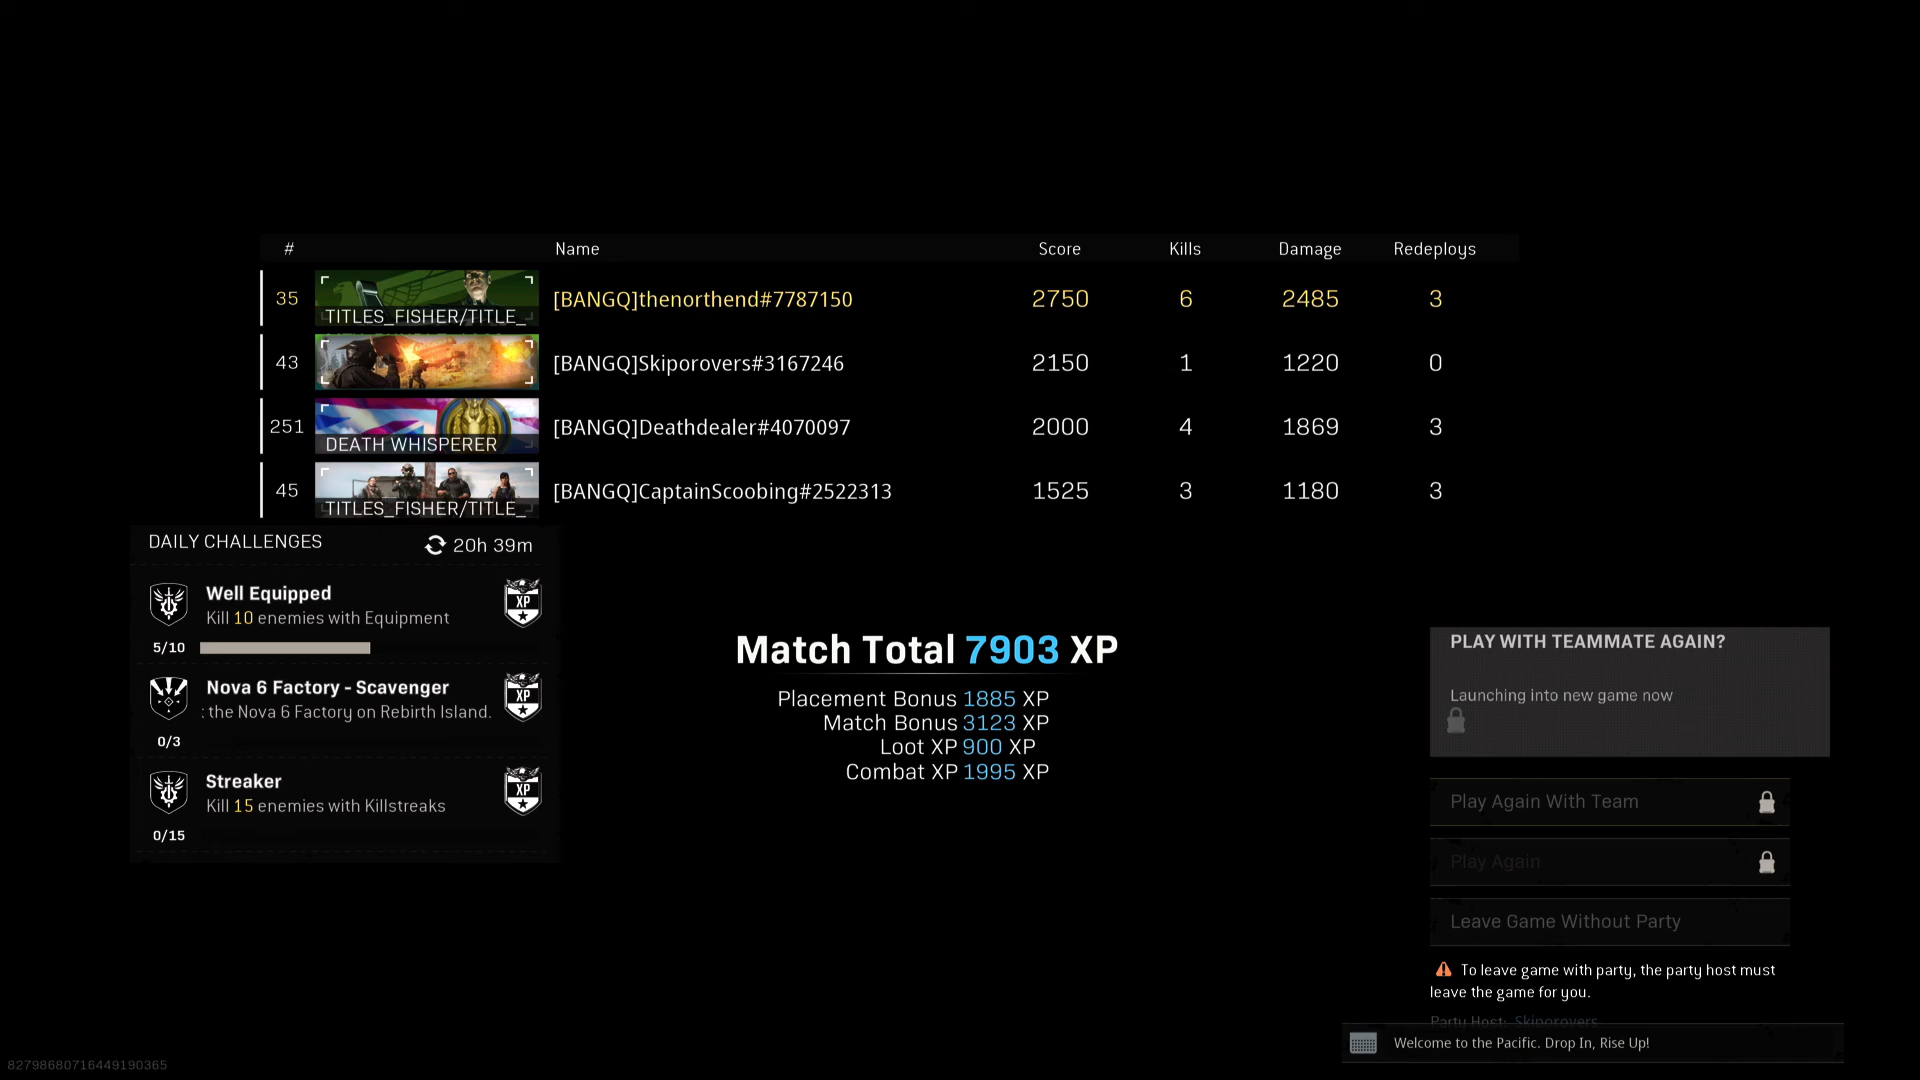 # Name Score Kills Damage Redeploys
35 TITLES_FISHER/TITLE_ [BANGQ]thenorthend#7787150 2750 6 2485 3
43 [BANGQ]Skiporovers#3167246 2150 1 1220 0
251 DEATH WHISPERER [BANGQ]Deathdealer#4070097 2000 4 1869 3
45 TITLES_FISHER/TITLE_ [BANGQ]CaptainScoobing#2522313 1525 3 1180 3
DAILY CHALLENGES 20h 39m
Well Equipped
Kill 10 enemies with Equipment
XP
5/10
Nova 6 Factory - Scavenger
: the Nova 6 Factory on Rebirth Island.
XP
0/3
Streaker
Kill 15 enemies with Killstreaks
XP
0/15
Match Total 7903 XP
Placement Bonus 1885 XP
Match Bonus 3123 XP
Loot XP 900 XP
Combat XP 1995 XP
PLAY WITH TEAMMATE AGAIN?
Launching into new game now
Play Again With Team
Play Again
Leave Game Without Party
To leave game with party, the party host must
leave the game for you.
Party Host: Skiporovers
Welcome to the Pacific. Drop In, Rise Up!
82798680716449190365